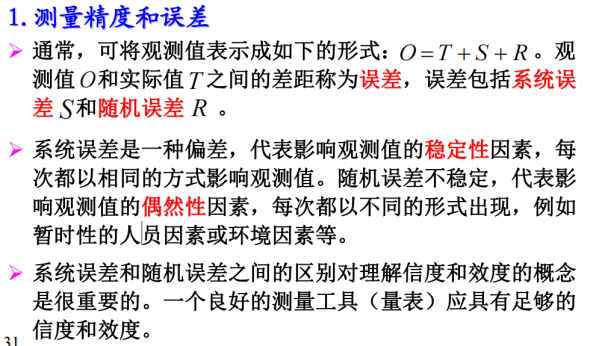 1. 测量精度和误差
➢ 通常，可将观测值表示成如下的形式：O=T+S+R。观
测值O和实际值T之间的差距称为误差，误差包括系统误
差S和随机误差R。
➢ 系统误差是一种偏差，代表影响观测值的稳定性因素，每
次都以相同的方式影响观测值。随机误差不稳定，代表影
响观测值的偶然性因素，每次都以不同的形式出现，例如
暂时性的人员因素或环境因素等。
➢ 系统误差和随机误差之间的区别对理解信度和效度的概念
是很重要的。一个良好的测量工具（量表）应具有足够的
信度和效度。
31